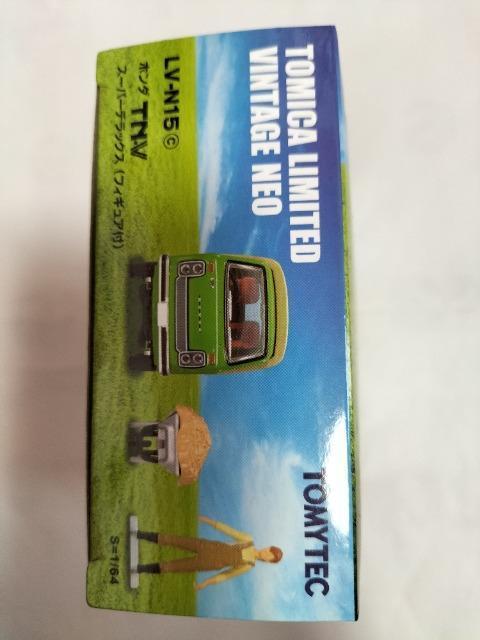 TOMICA LIMITED
VINTAGE NEO
TOMYTEC
LV-N15 c
ホンダ TN-V
スーパーデラックス (フィギュア付)
S=1/64